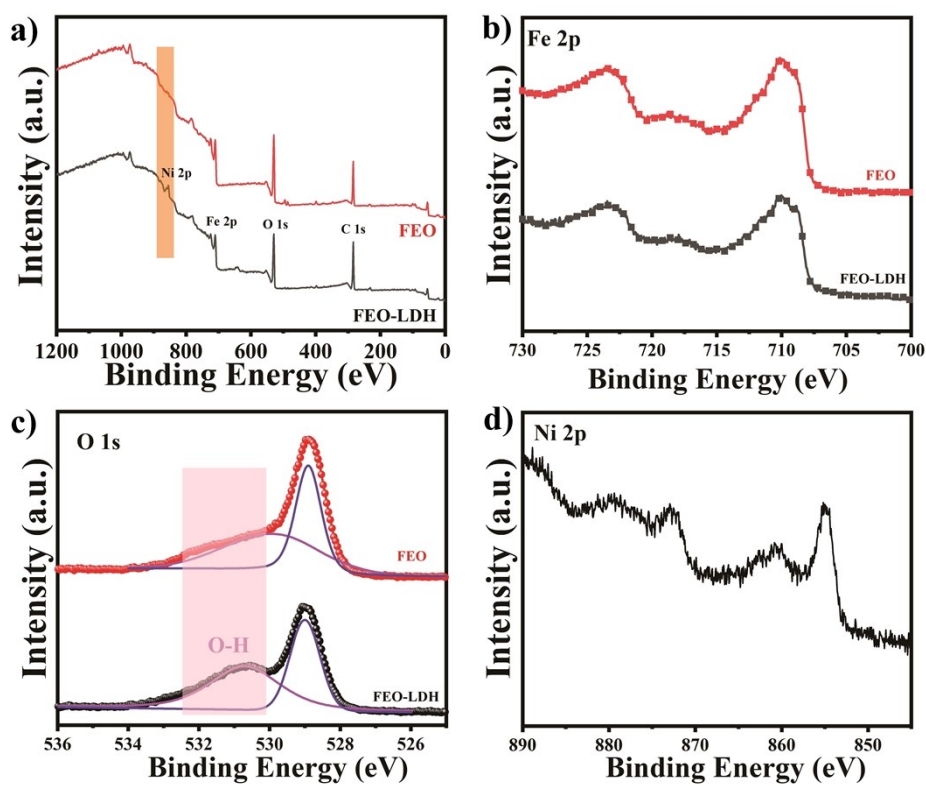 a)
Intensity (a.u.)
Ni 2p
Fe 2p
O 1s
C 1s
FEO
FEO-LDH
1200 1000 800 600 400 200 0
Binding Energy (eV)
b)
Fe 2p
Intensity (a.u.)
FEO
FEO-LDH
730 725 720 715 710 705 700
Binding Energy (eV)
c)
O 1s
Intensity (a.u.)
FEO
O-H
FEO-LDH
536 534 532 530 528 526
Binding Energy (eV)
d)
Ni 2p
Intensity (a.u.)
890 880 870 860 850
Binding Energy (eV)